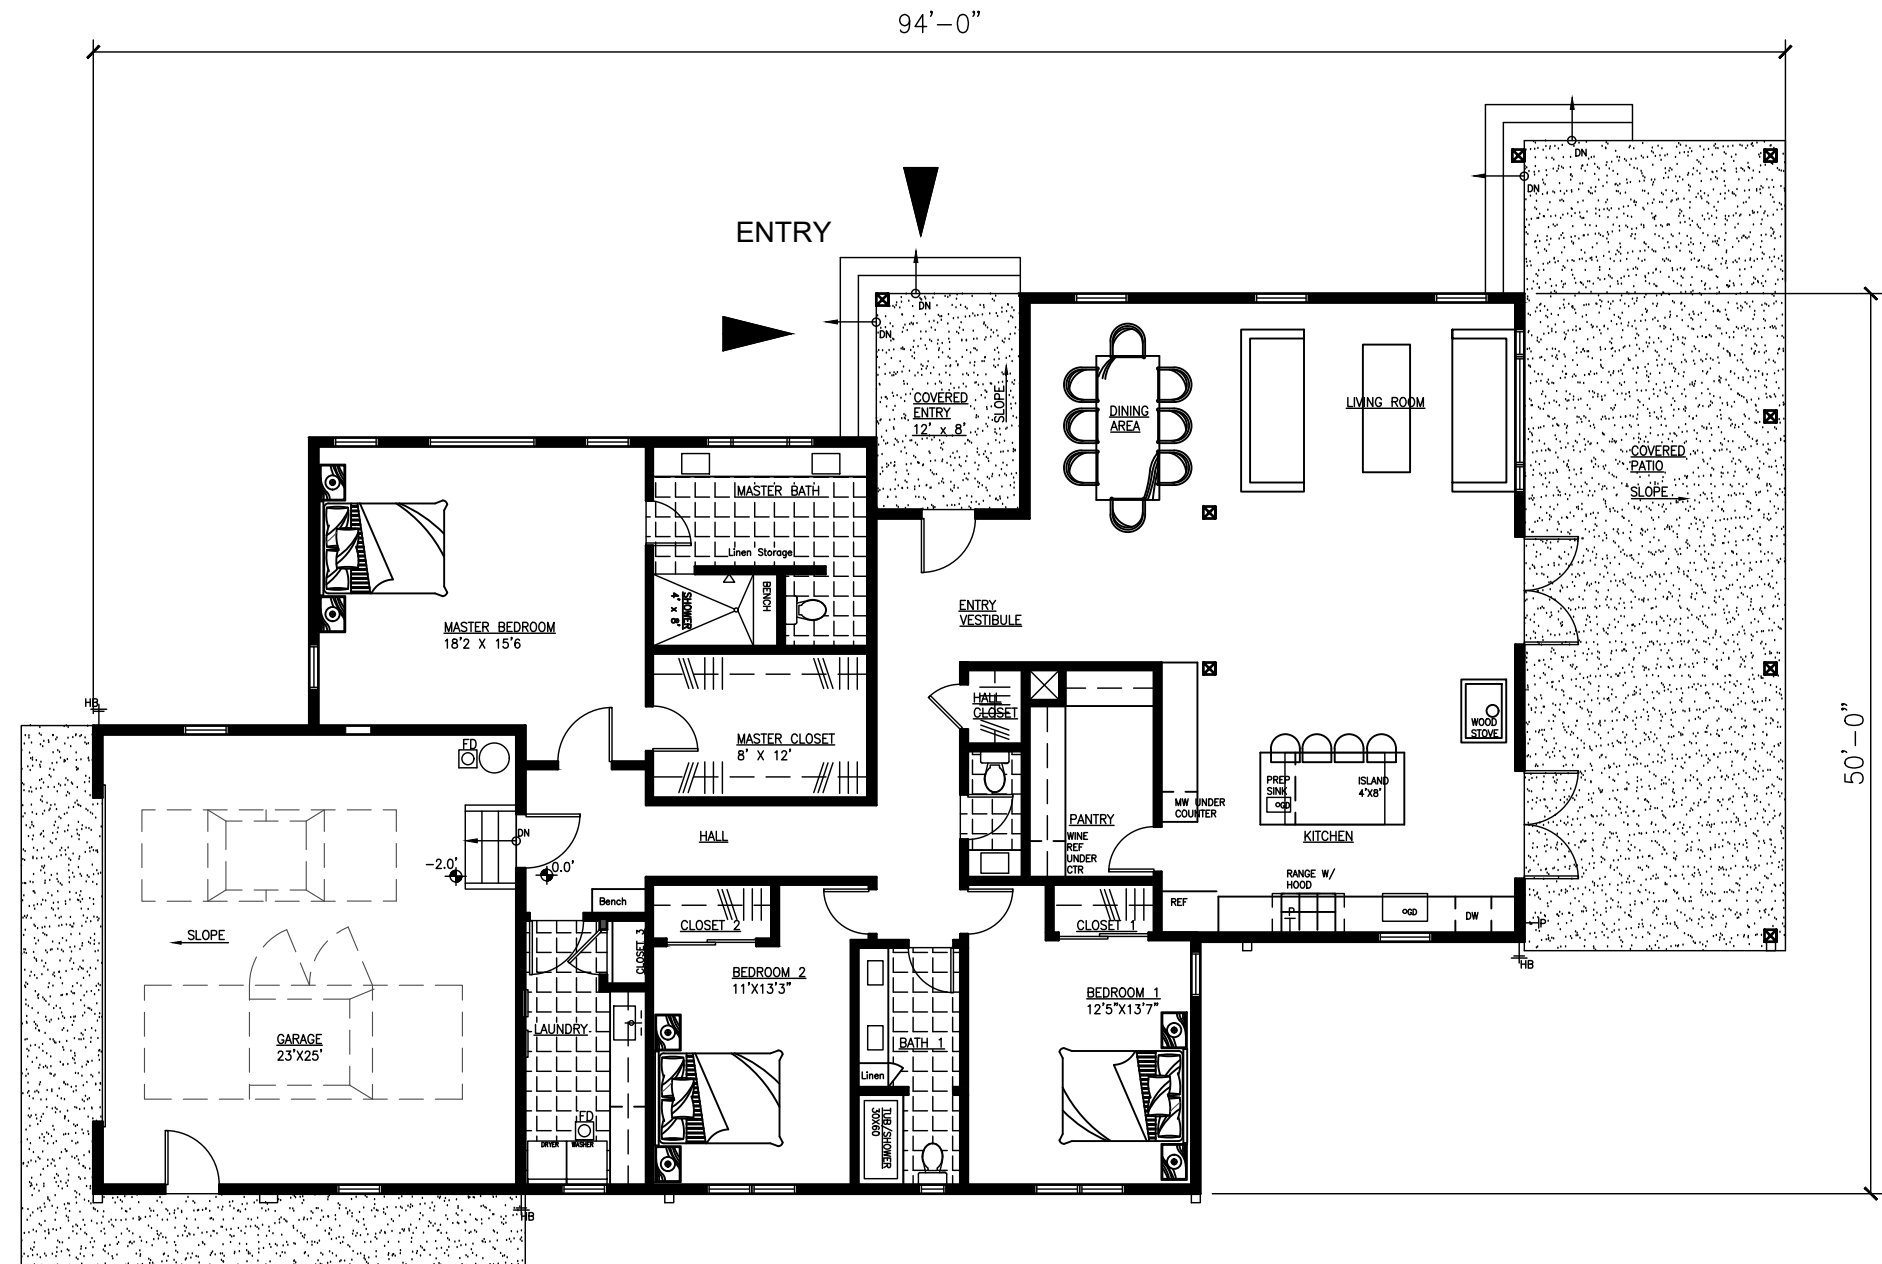 94'-0"
DN
DN
ENTRY
DN
DN
COVERED
ENTRY
12' x 8'
SLOPE
DINING
AREA
LIVING ROOM
COVERED
PATIO
SLOPE
MASTER BATH
Linen Storage
SHOWER
4' x 8'
BENCH
ENTRY
VESTIBULE
MASTER BEDROOM
18'2 X 15'6
HB
HALL
CLOSET
WOOD
STOVE
50'-0"
FD
MASTER CLOSET
8' X 12'
PREP
SINK
GD
ISLAND
4'X8'
MW UNDER
COUNTER
PANTRY
WINE
REF
UNDER
CTR
KITCHEN
HALL
DN
-2.0'
0.0'
RANGE W/
HOOD
Bench
REF
P
GD
DW
P
SLOPE
CLOSET 3
CLOSET 2
CLOSET 1
HB
BEDROOM 2
11'X13'3"
BEDROOM 1
12'5"X13'7"
GARAGE
23'X25'
LAUNDRY
BATH 1
Linen
FD
TUB/SHOWER
30X60
DRYER
WASHER
HB